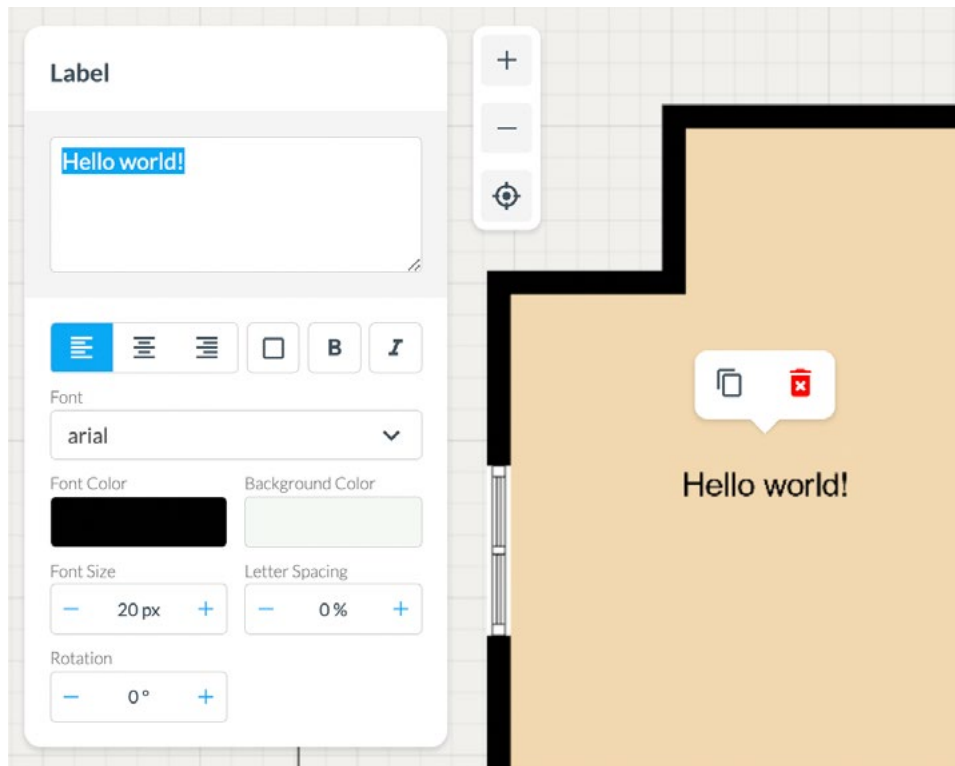 Label
Hello world!
B I
Font
arial
Font Color Background Color
Font Size Letter Spacing
20 px 0 %
Rotation
0 °
Hello world!